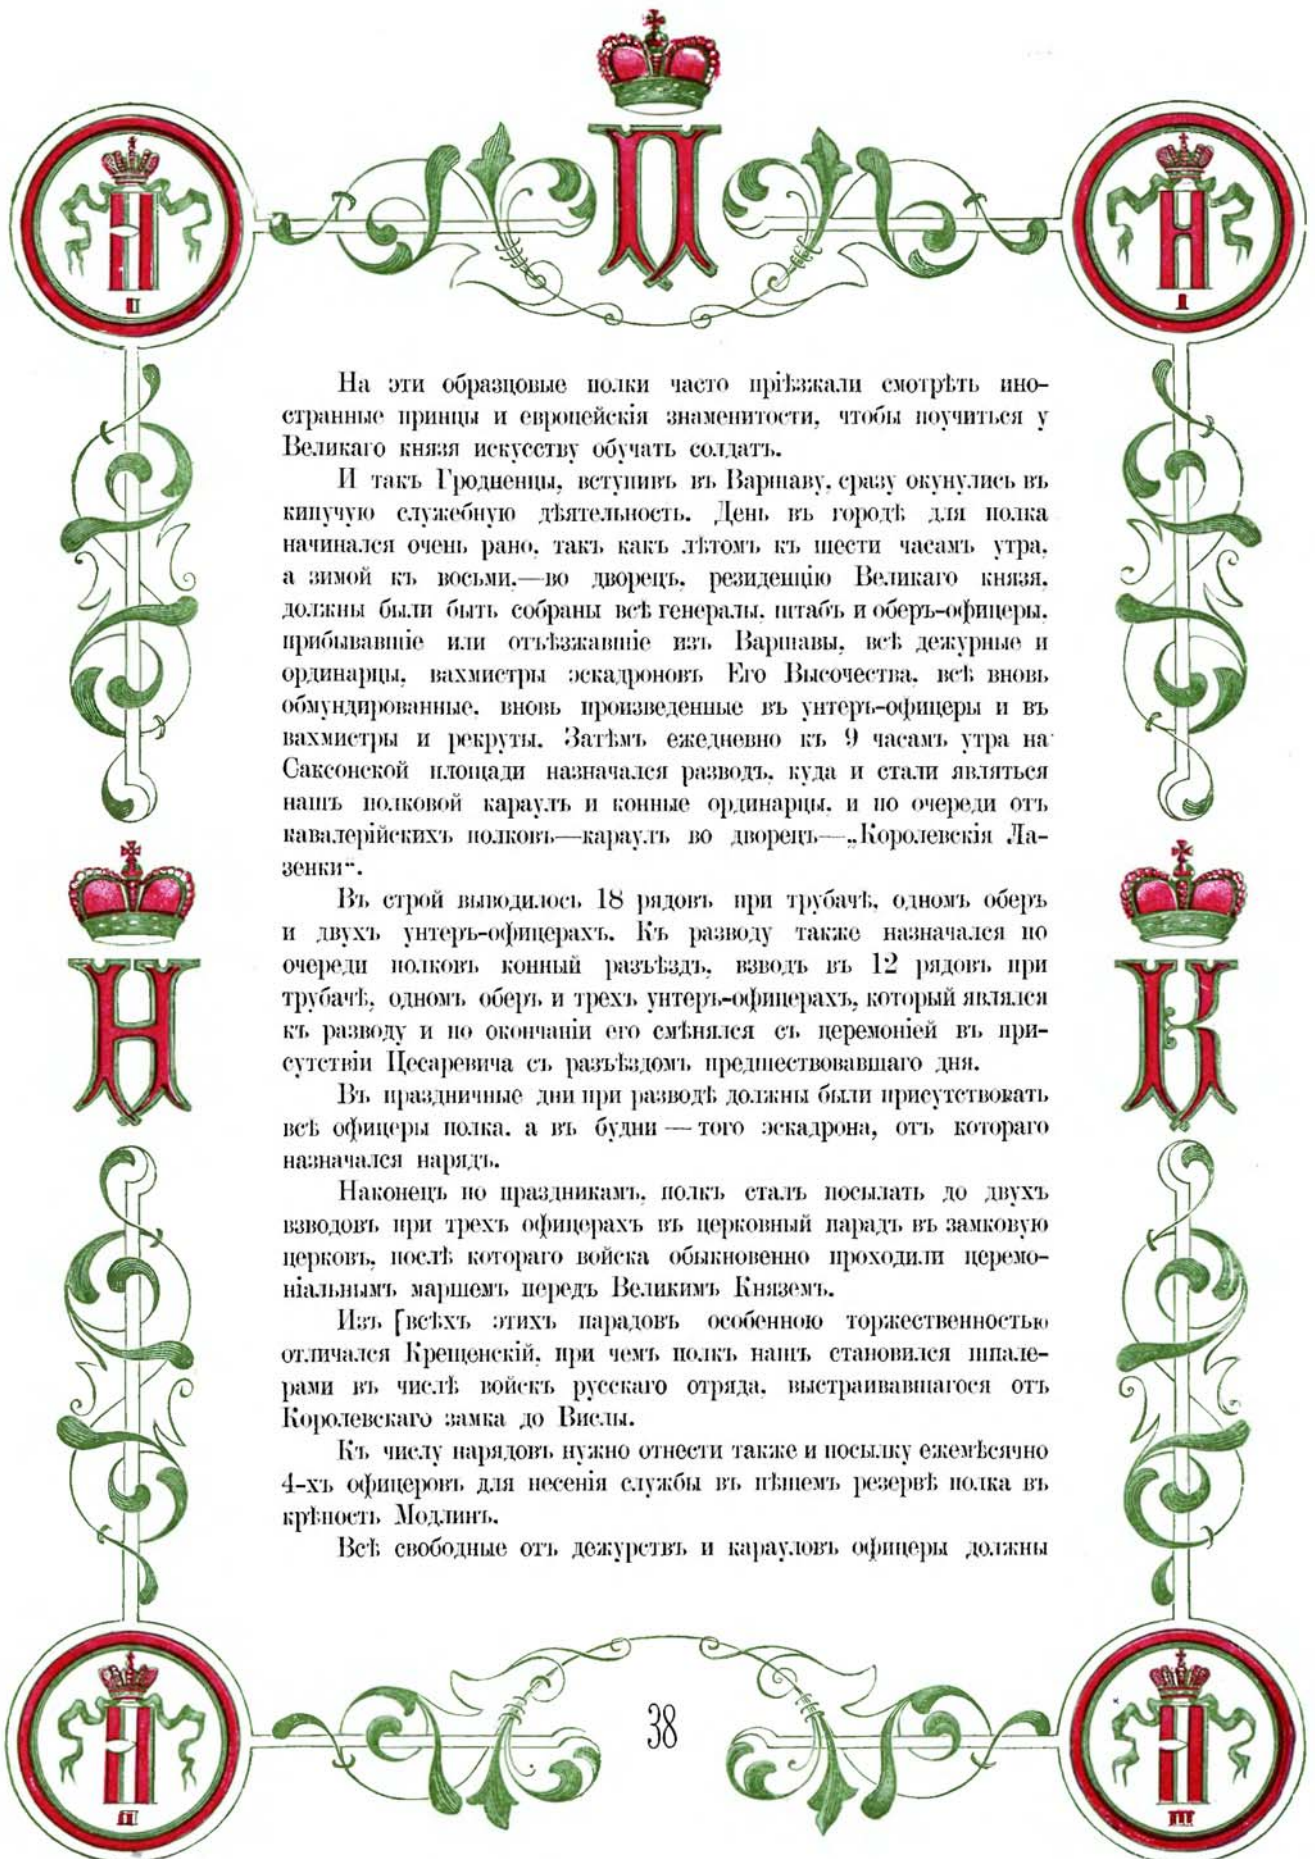 П
II
I
На эти образцовые полки часто пріѣзжали смотрѣть ино-
странные принцы и европейскія знаменитости, чтобы поучиться у
Великаго князя искусству обучать солдатъ.
И такъ Гродненцы, вступивъ въ Варшаву, сразу окунулись въ
кипучую служебную дѣятельность. День въ городѣ для полка
начинался очень рано, такъ какъ лѣтомъ къ шести часамъ утра,
а зимой къ восьми,—во дворецъ, резиденцію Великаго князя,
должны были быть собраны всѣ генералы, штабъ и оберъ-офицеры,
прибывавшіе или отъѣзжавшіе изъ Варшавы, всѣ дежурные и
ординарцы, вахмистры эскадроновъ Его Высочества, всѣ вновь
обмундированные, вновь произведенные въ унтеръ-офицеры и въ
вахмистры и рекруты. Затѣмъ ежедневно къ 9 часамъ утра на
Саксонской площади назначался разводъ, куда и стали являться
нашъ полковой караулъ и конные ординарцы, и по очереди отъ
кавалерійскихъ полковъ—караулъ во дворецъ—„Королевскія Ла-
зенки“.
Въ строй выводилось 18 рядовъ при трубачѣ, одномъ оберъ
и двухъ унтеръ-офицерахъ. Къ разводу также назначался по
очереди полковъ конный разъѣздъ, взводъ въ 12 рядовъ при
трубачѣ, одномъ оберъ и трехъ унтеръ-офицерахъ, который являлся
къ разводу и по окончаніи его смѣнялся съ церемоніей въ при-
сутствіи Цесаревича съ разъѣздомъ предшествовавшаго дня.
Въ праздничные дни при разводѣ должны были присутствовать
всѣ офицеры полка, а въ будни — того эскадрона, отъ котораго
назначался нарядъ.
Наконецъ по праздникамъ, полкъ сталъ посылать до двухъ
взводовъ при трехъ офицерахъ въ церковный парадъ въ замковую
церковь, послѣ котораго войска обыкновенно проходили церемо-
ніальнымъ маршемъ передъ Великимъ Княземъ.
Изъ [всѣхъ этихъ парадовъ особенною торжественностью
отличался Крещенскій, при чемъ полкъ нашъ становился шпале-
рами въ числѣ войскъ русскаго отряда, выстраивавшагося отъ
Королевскаго замка до Вислы.
Къ числу нарядовъ нужно отнести также и посылку ежемѣсячно
4-хъ офицеровъ для несенія службы въ пѣшемъ резервѣ полка въ
крѣпость Модлинъ.
Всѣ свободные отъ дежурствъ и карауловъ офицеры должны
Н
К
II
III
38